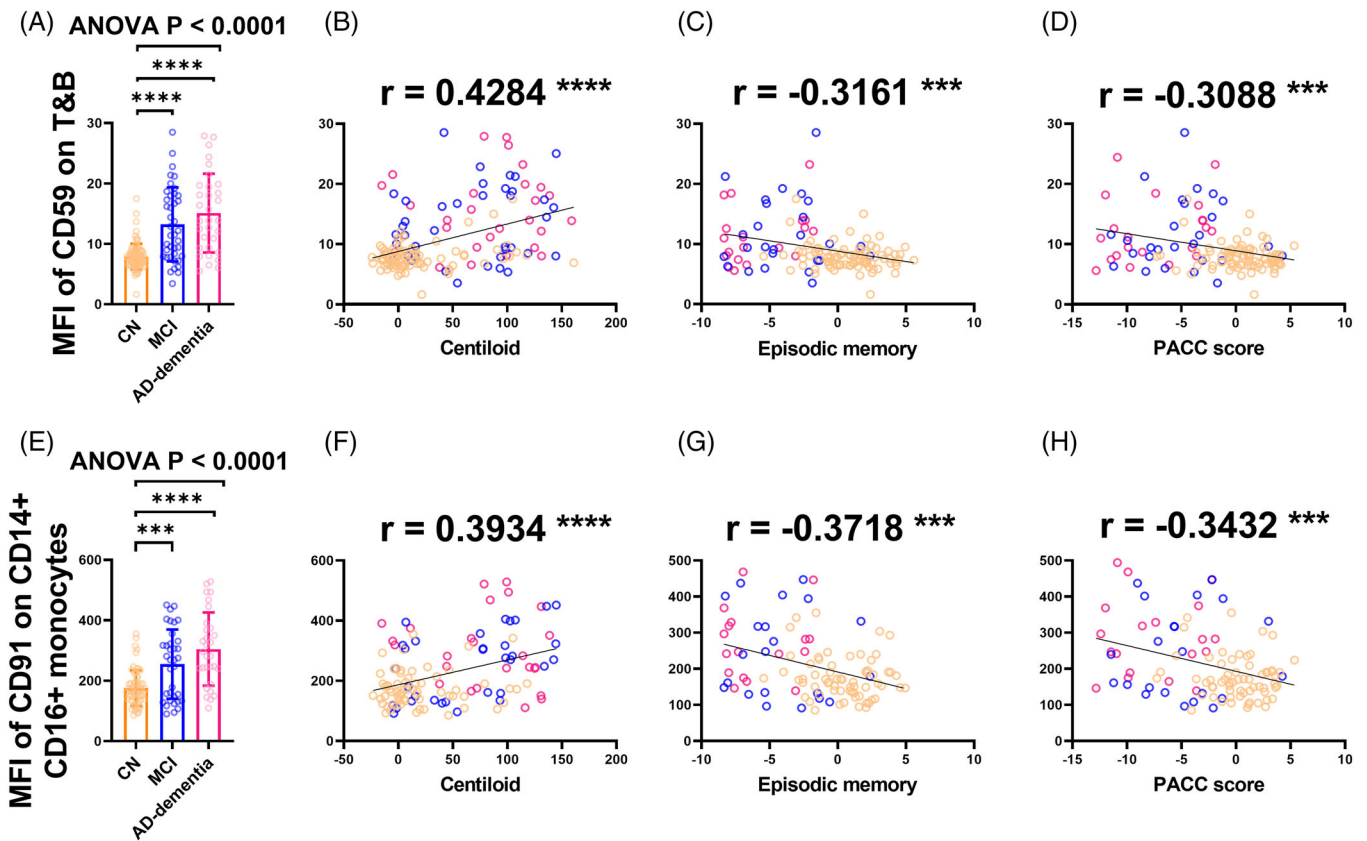 (A)
ANOVA P < 0.0001
****
****
MFI of CD59 on T&B
30
20
10
0
CN
MCI
AD-dementia
(B)
r = 0.4284 ****
30
20
10
0
-50
0
50
100
150
200
Centiloid
(C)
r = -0.3161 ***
30
20
10
0
-10
-5
0
5
10
Episodic memory
(D)
r = -0.3088 ***
30
20
10
0
-15
-10
-5
0
5
10
PACC score
(E)
ANOVA P < 0.0001
****
***
MFI of CD91 on CD14+
CD16+ monocytes
600
400
200
0
CN
MCI
AD-dementia
(F)
r = 0.3934 ****
600
400
200
0
-50
0
50
100
150
200
Centiloid
(G)
r = -0.3718 ***
500
400
300
200
100
0
-10
-5
0
5
10
Episodic memory
(H)
r = -0.3432 ***
500
400
300
200
100
0
-15
-10
-5
0
5
10
PACC score